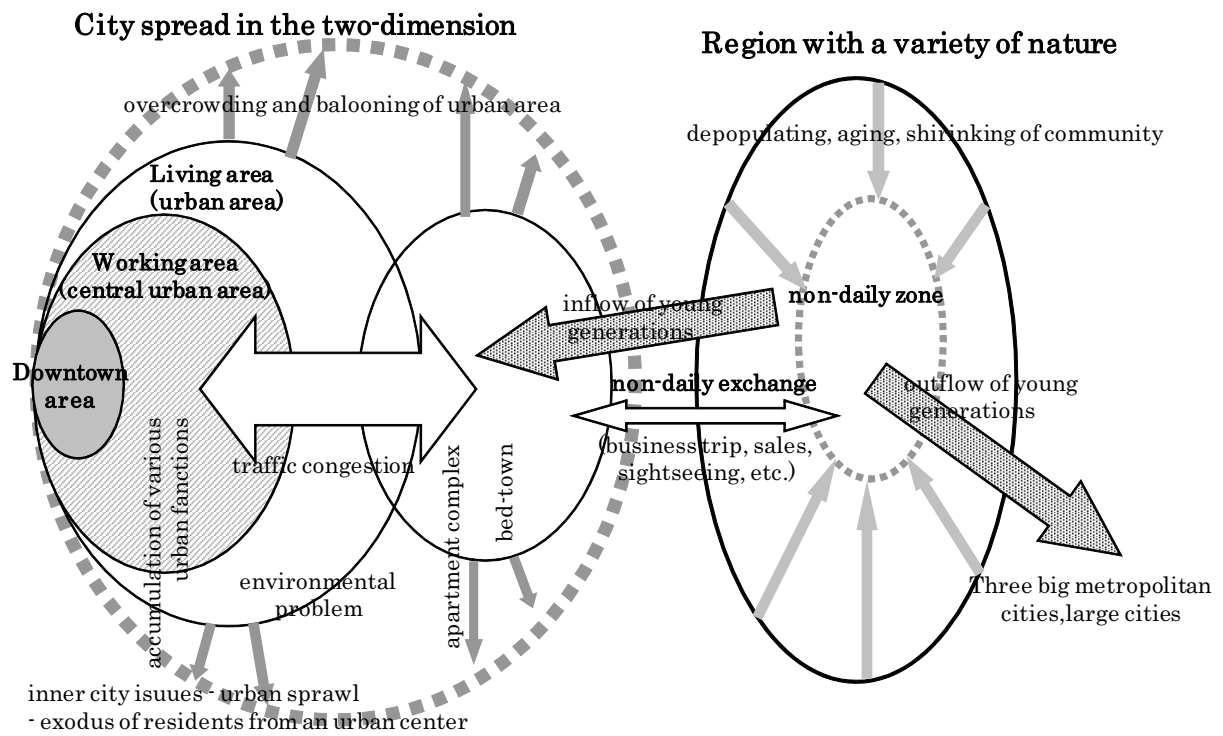 City spread in the two-dimension
Region with a variety of nature
overcrowding and balooning of urban area
depopulating, aging, shirinking of community
Living area
(urban area)
Working area
(central urban area)
Downtown
area
inflow of young
generations
non-daily zone
non-daily exchange
(business trip, sales,
sightseeing, etc.)
outflow of young
generations
traffic congestion
accumulation of various
urban fanctions
apartment complex
bed-town
environmental
problem
Three big metropolitan
cities,large cities
inner city isuues - urban sprawl
- exodus of residents from an urban center